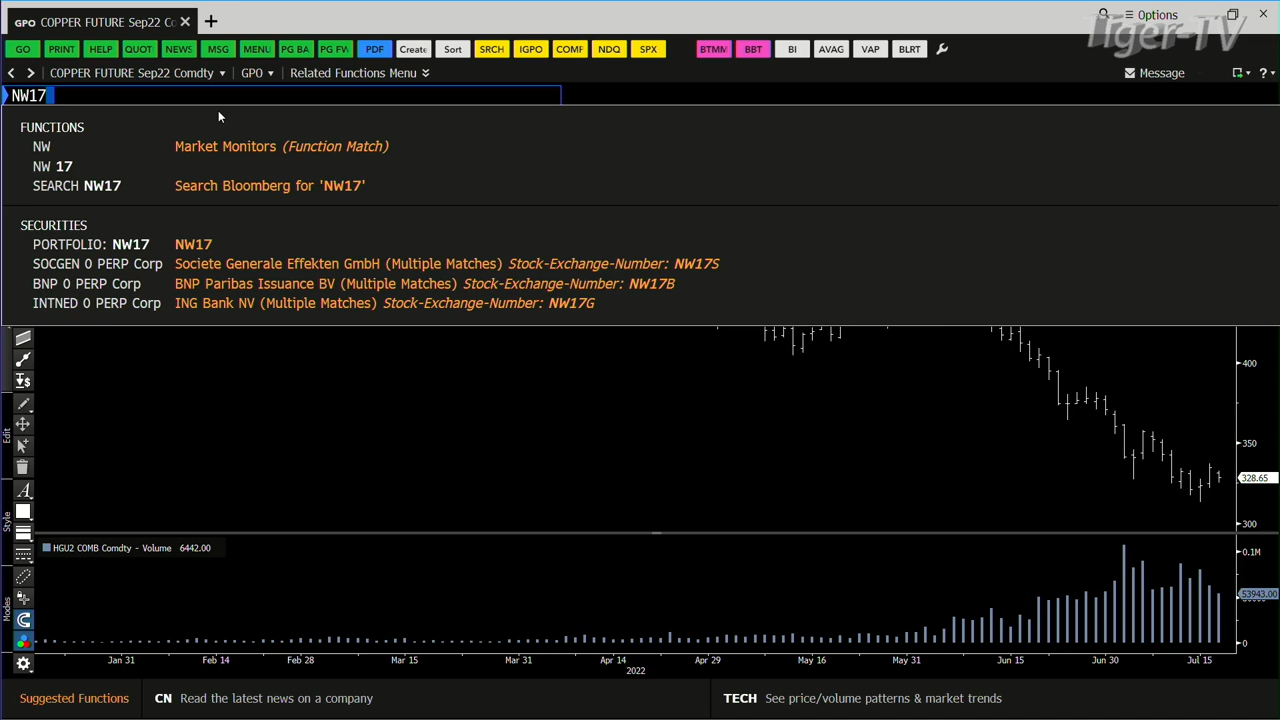 GPO COPPER FUTURE Sep22 Co
Options
Tiger-TV
GO PRINT HELP QUOT NEWS MSG MENU PG BA PG FW PDF Create Sort SRCH IGPO COMF NDQ SPX BTMM BBT BI AVAG VAP BLRT
COPPER FUTURE Sep22 Comdty GPO Related Functions Menu Message ?
NW17
FUNCTIONS
NW Market Monitors (Function Match)
NW 17
SEARCH NW17 Search Bloomberg for 'NW17'
SECURITIES
PORTFOLIO: NW17 NW17
SOCGEN 0 PERP Corp Societe Generale Effekten GmbH (Multiple Matches) Stock-Exchange-Number: NW17S
BNP 0 PERP Corp BNP Paribas Issuance BV (Multiple Matches) Stock-Exchange-Number: NW17B
INTNED 0 PERP Corp ING Bank NV (Multiple Matches) Stock-Exchange-Number: NW17G
400
Edit
350
328.65
Style
300
HGU2 COMB Comdty - Volume 6442.00
0.1M
Modes
53943.00
0
Jan 31 Feb 14 Feb 28 Mar 15 Mar 31 Apr 14 Apr 29 May 16 May 31 Jun 15 Jun 30 Jul 15
2022
Suggested Functions CN Read the latest news on a company TECH See price/volume patterns & market trends